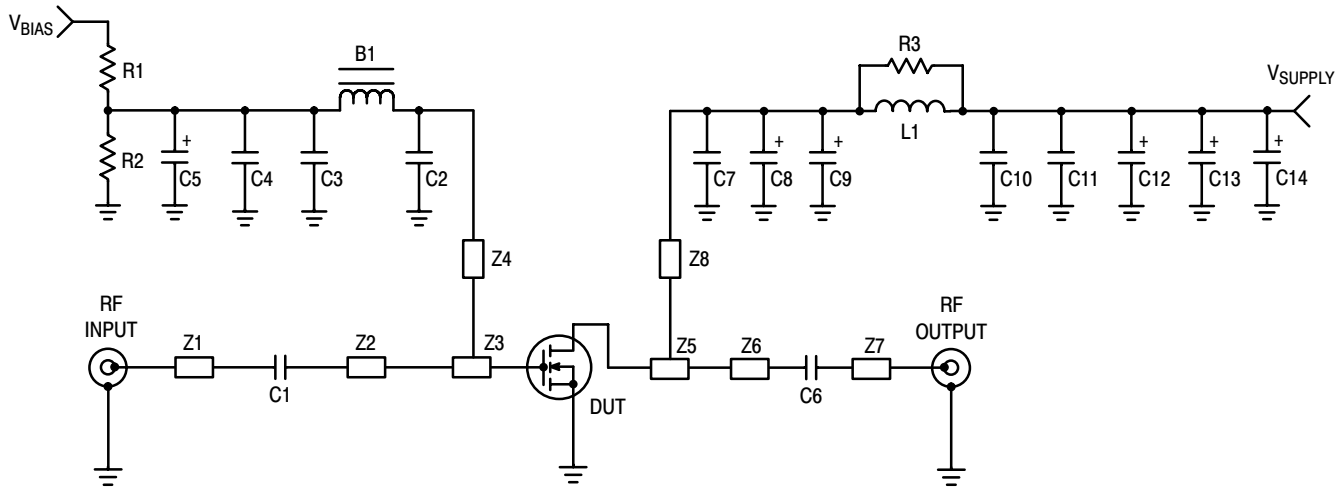 VBIAS
R1
B1
R3
VSUPPLY
L1
R2
+
C5
C4
C3
C2
C7
+
C8
+
C9
C10
C11
+
C12
+
C13
+
C14
Z4
Z8
RF
INPUT
Z1
C1
Z2
Z3
DUT
Z5
Z6
C6
Z7
RF
OUTPUT